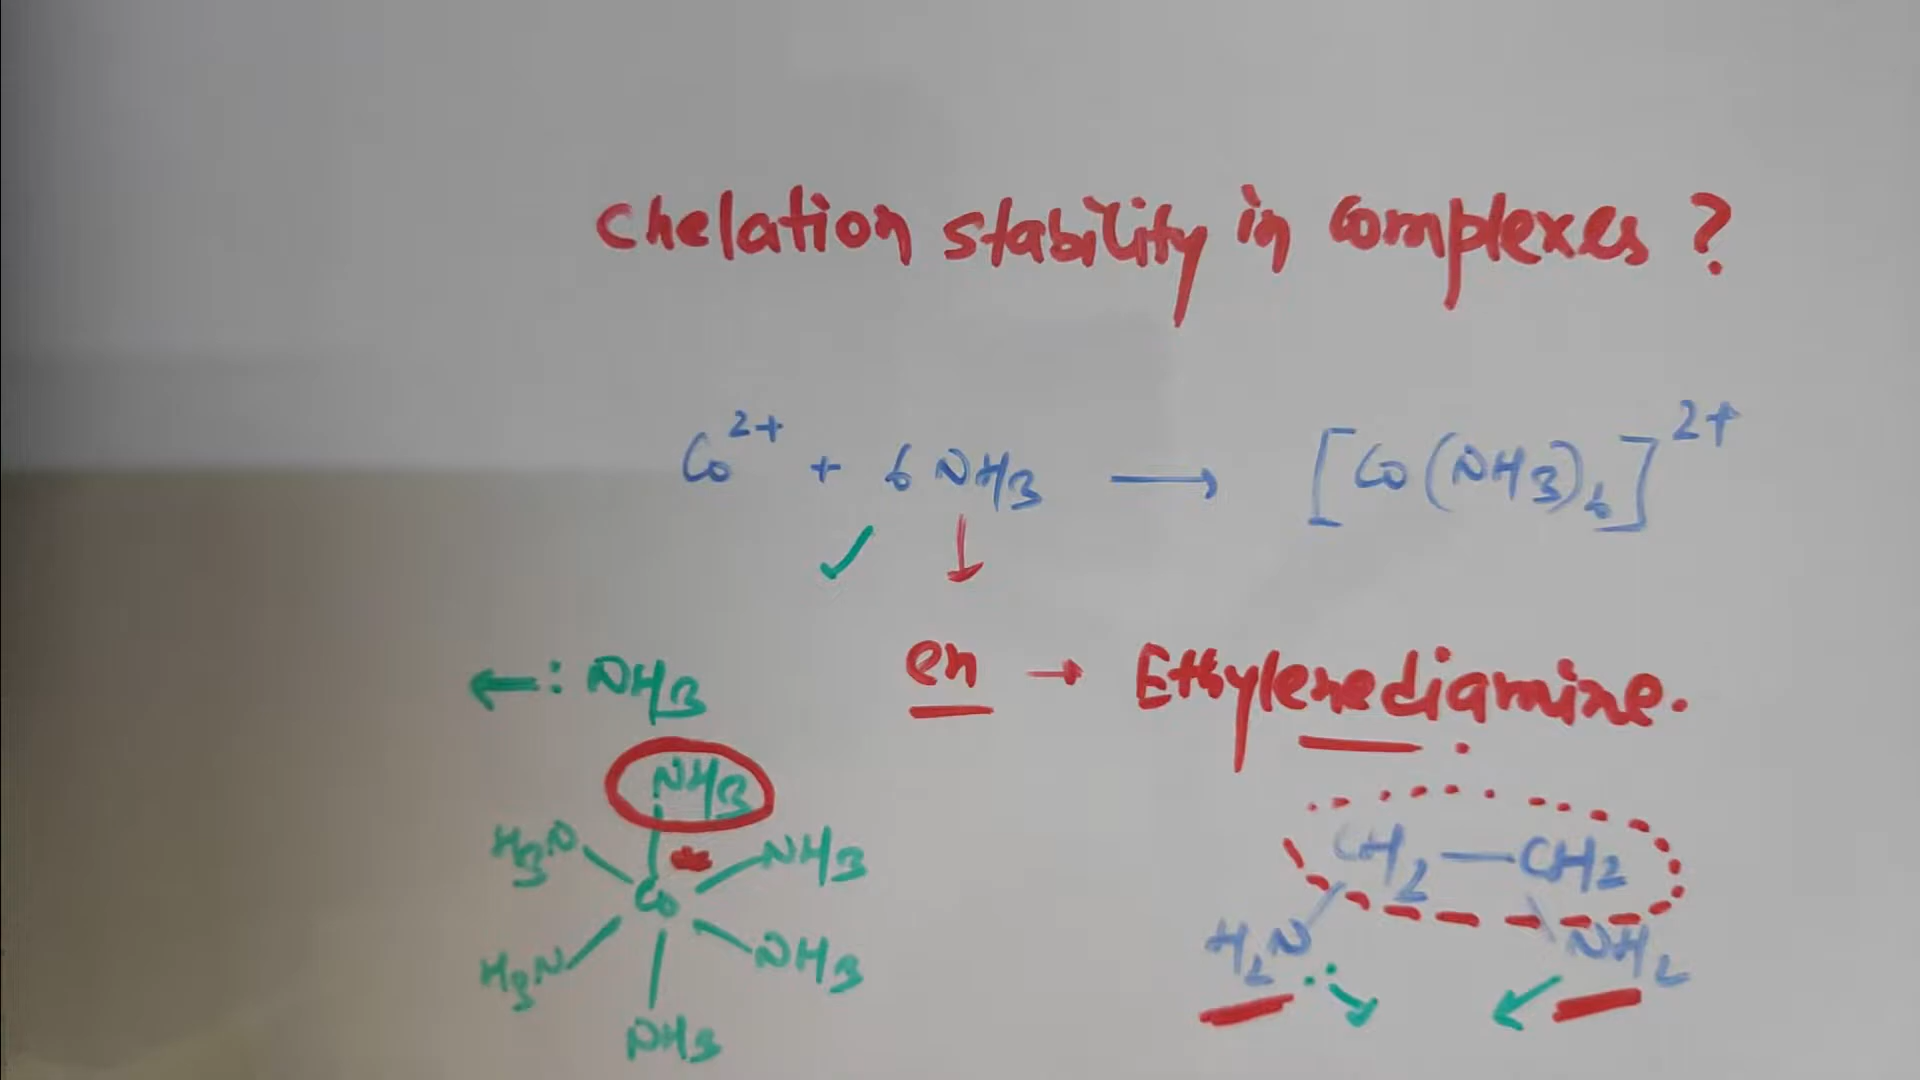 Chelation stability in complexes ?
Co²⁺ + 6 NH3 → [Co(NH3)6]²⁺
←: NH3
en → Ethylenediamine.
NH3
H3N
NH3
Co
H3N
NH3
NH3
CH2—CH2
H2N
NH2